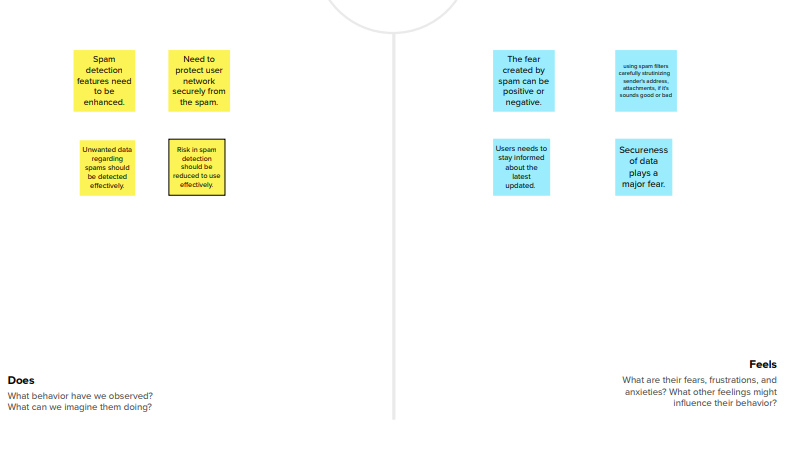 Spam
detection
features need
to be
enhanced.
Need to
protect user
network
securely from
the spam.
Unwanted data
regarding
spams should
be detected
effectively.
Risk in spam
detection
should be
reduced to use
effectively.
The fear
created by
spam can be
positive or
negative.
using spam filters
carefully strutinizing
sender's address,
attachments, if it's
sounds good or bad
Users needs to
stay informed
about the
latest
updated.
Secureness
of data
plays a
major fear.
Does
What behavior have we observed?
What can we imagine them doing?
Feels
What are their fears, frustrations, and
anxieties? What other feelings might
influence their behavior?